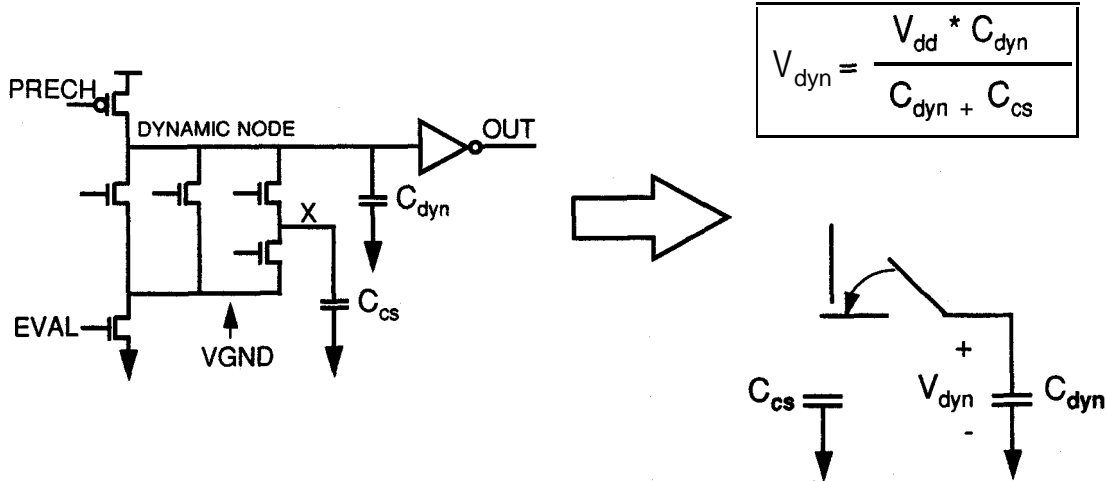 PRECH
DYNAMIC NODE
OUT
C_dyn
X
C_cs
EVAL
VGND
V_dyn = V_dd * C_dyn / C_dyn + C_cs
+
C_cs
V_dyn
C_dyn
-